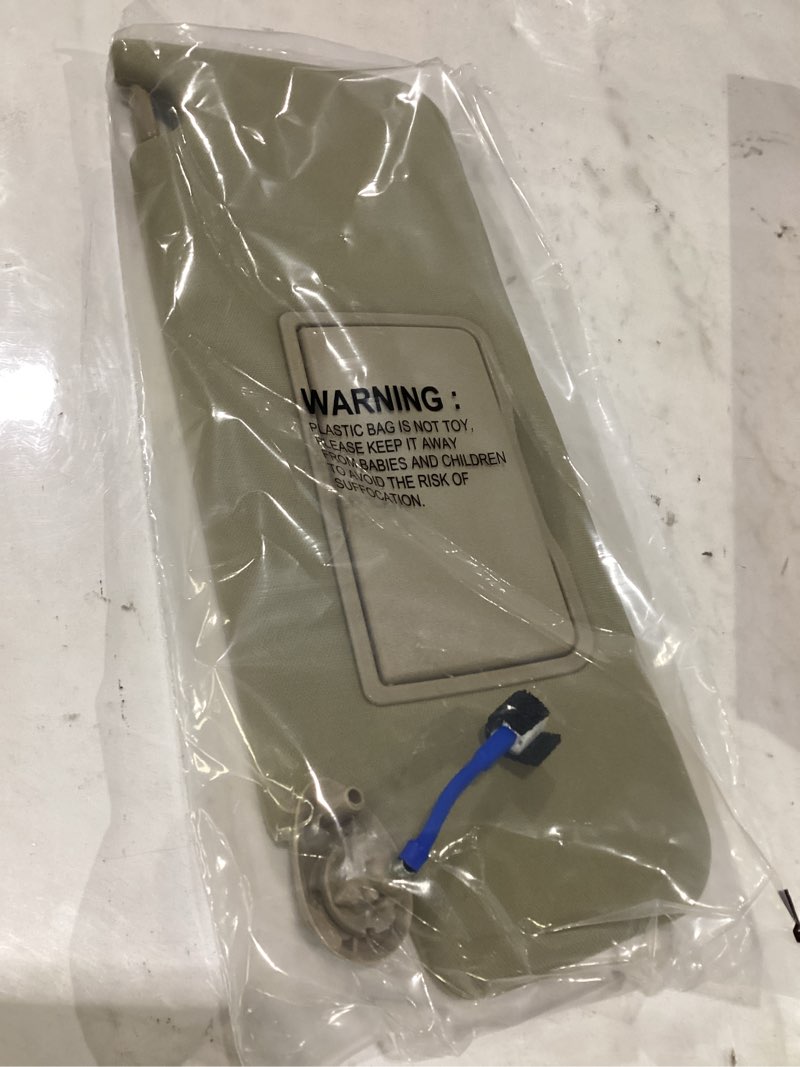 WARNING :
PLASTIC BAG IS NOT TOY,
PLEASE KEEP IT AWAY
FROM BABIES AND CHILDREN
TO AVOID THE RISK OF
SUFFOCATION.